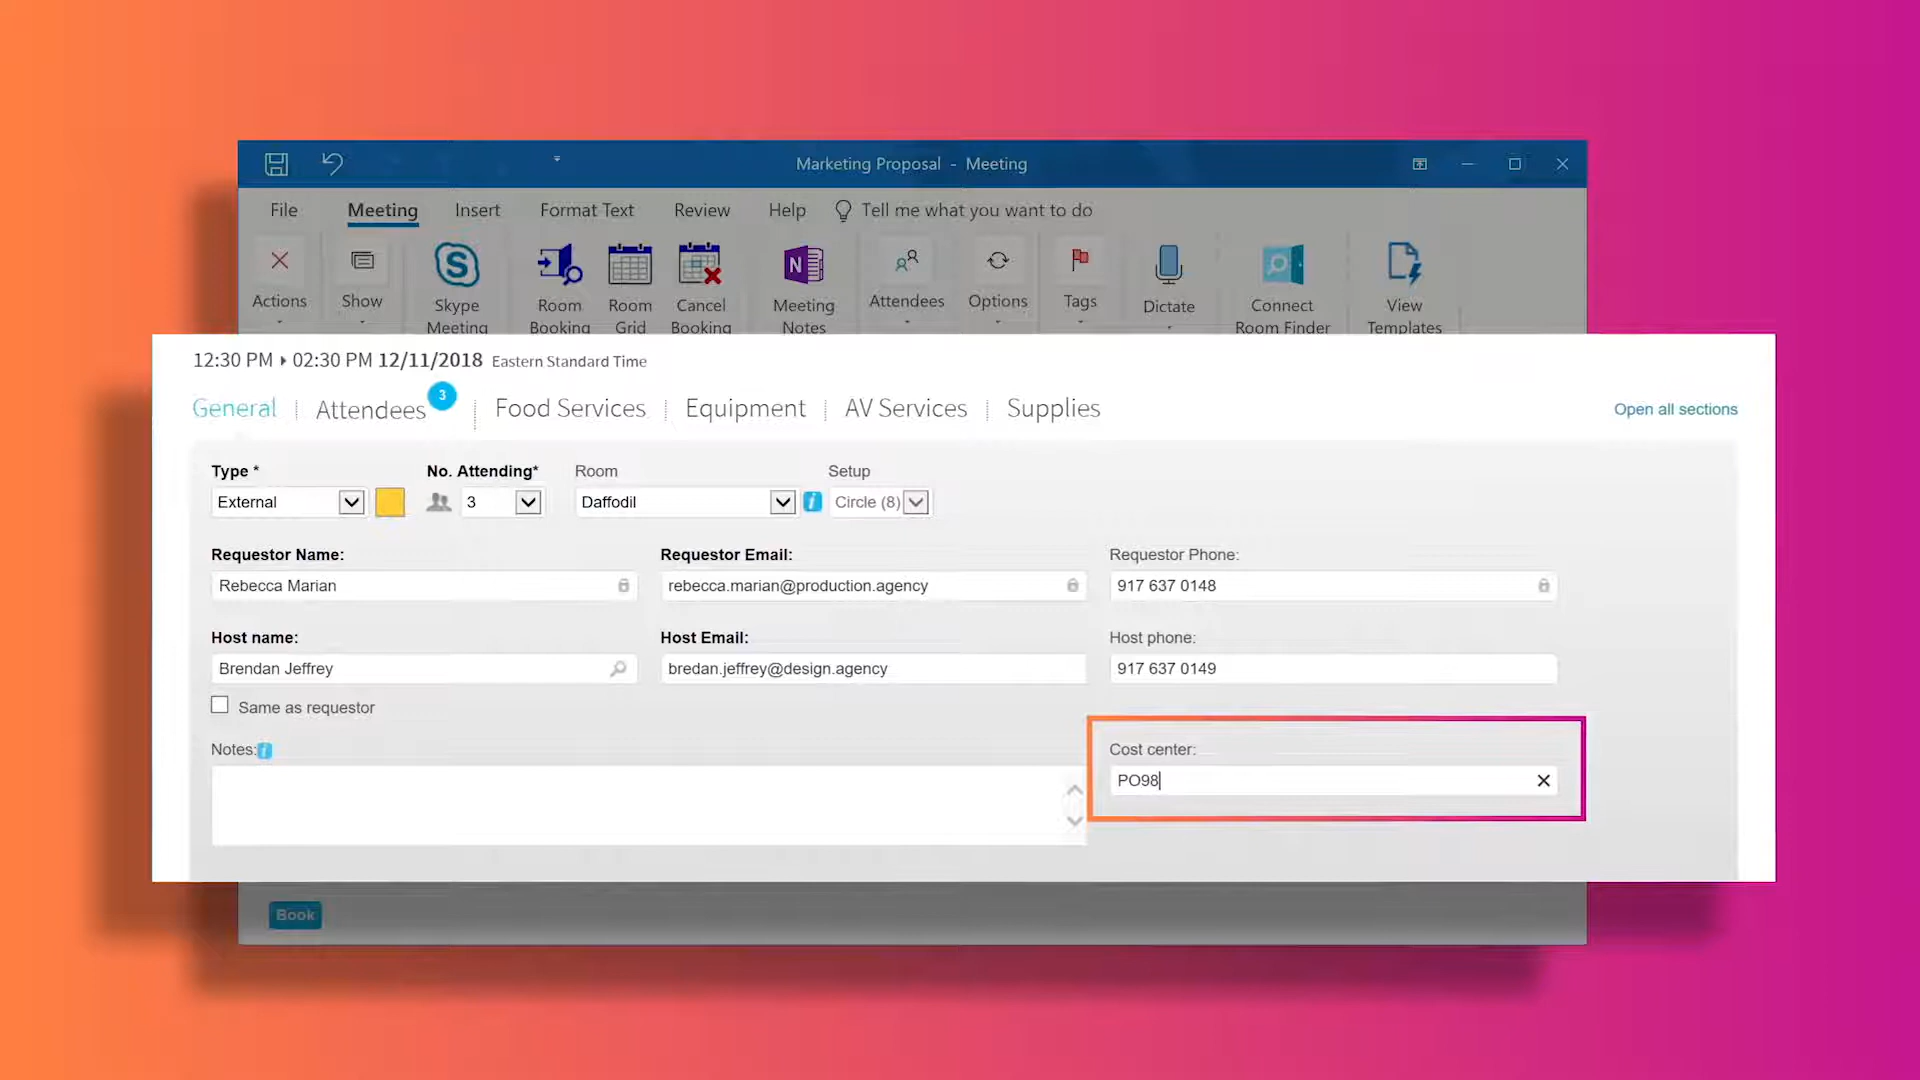 Marketing Proposal - Meeting
File Meeting Insert Format Text Review Help Tell me what you want to do
Actions Show Skype Meeting Room Booking Room Grid Cancel Booking N Meeting Notes Attendees Options Tags Dictate Connect Room Finder View Templates
12:30 PM ▸ 02:30 PM 12/11/2018 Eastern Standard Time
General Attendees 3 Food Services Equipment AV Services Supplies Open all sections
Type * No. Attending* Room Setup
External 3 Daffodil i Circle (8)
Requestor Name: Requestor Email: Requestor Phone:
Rebecca Marian rebecca.marian@production.agency 917 637 0148
Host name: Host Email: Host phone:
Brendan Jeffrey bredan.jeffrey@design.agency 917 637 0149
Same as requestor
Notes: i Cost center:
PO98
Book